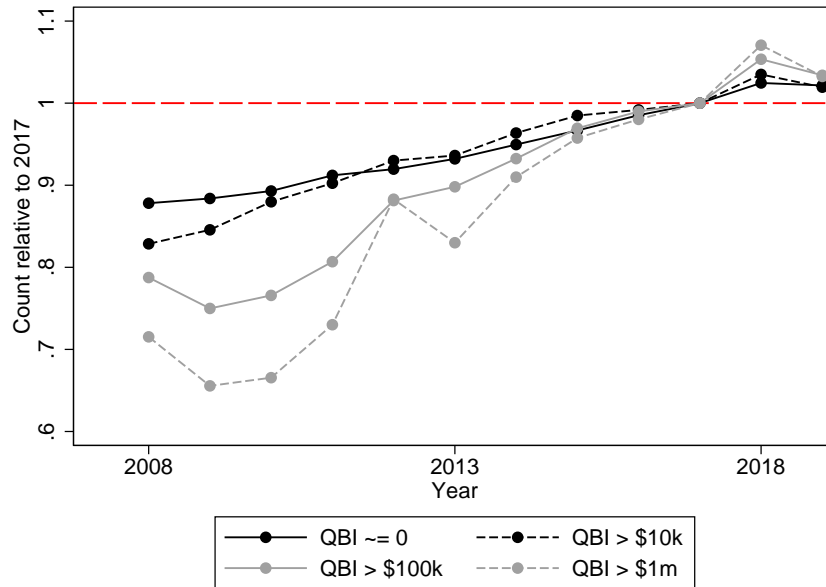 Count relative to 2017
1.1
1
.9
.8
.7
.6
2008
2013
2018
Year
QBI ~= 0
QBI > $10k
QBI > $100k
QBI > $1m